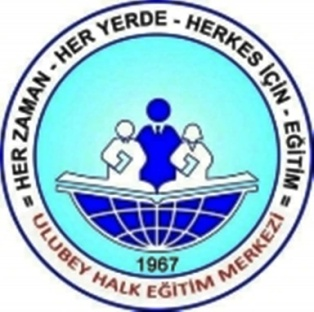 = HER ZAMAN - HER YERDE - HERKES İÇİN - EĞİTİM =
1967
ULUBEY HALK EĞİTİM MERKEZİ